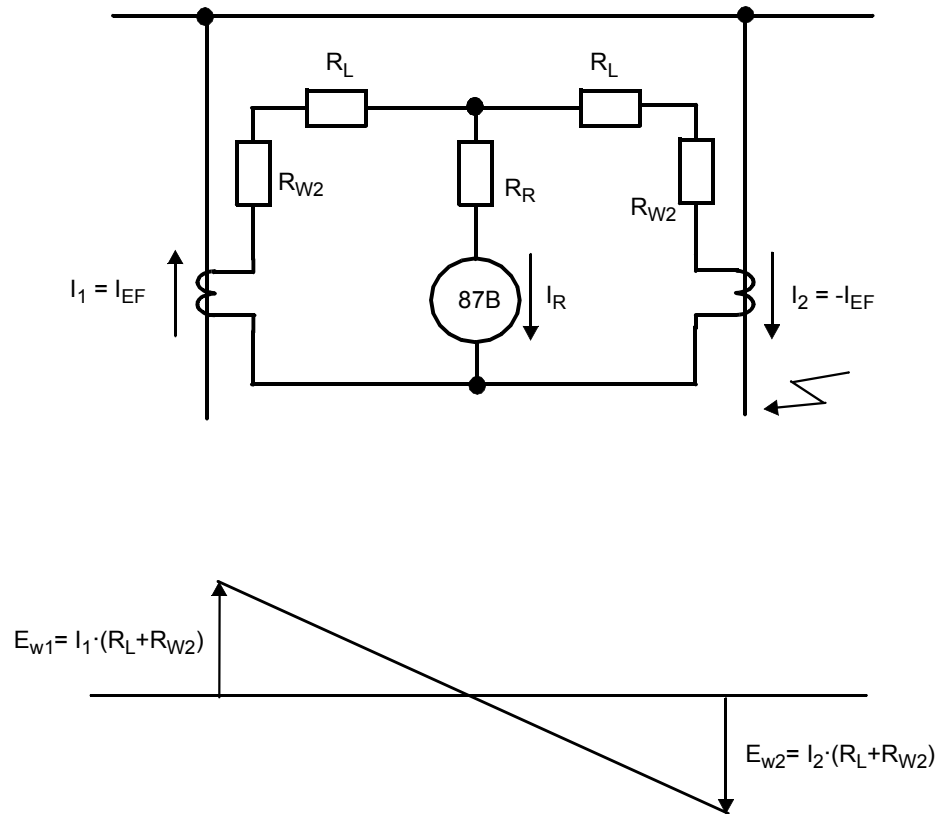 R_L
R_L
R_W2
R_R
R_W2
I_1 = I_EF
87B
I_R
I_2 = -I_EF
E_w1= I_1·(R_L+R_W2)
E_w2= I_2·(R_L+R_W2)